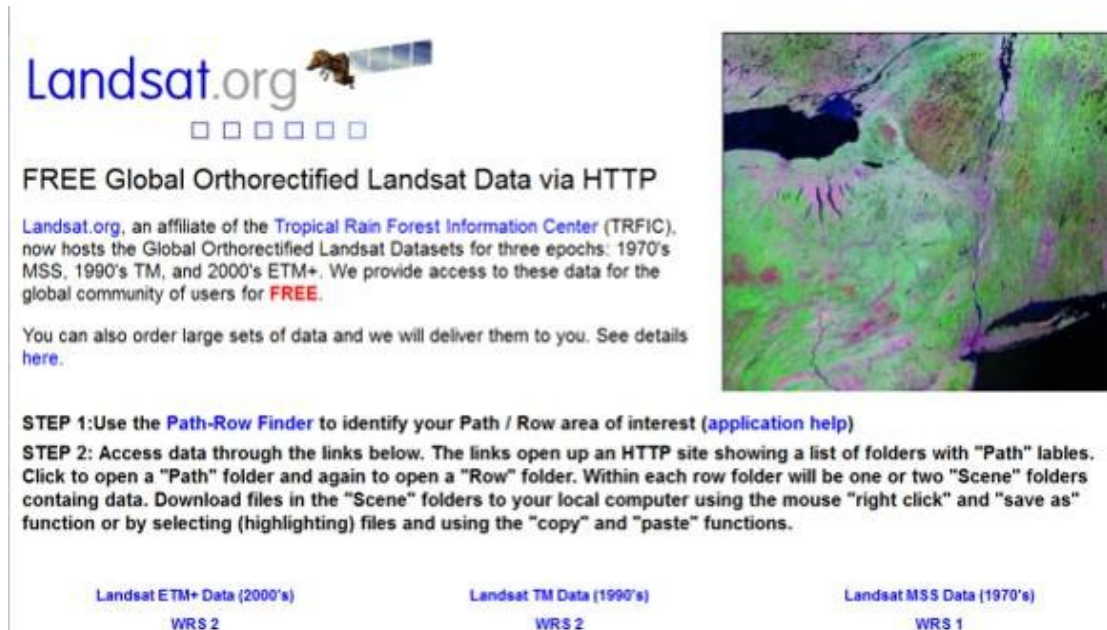 Landsat.org
FREE Global Orthorectified Landsat Data via HTTP
Landsat.org, an affiliate of the Tropical Rain Forest Information Center (TRFIC),
now hosts the Global Orthorectified Landsat Datasets for three epochs: 1970's
MSS, 1990's TM, and 2000's ETM+. We provide access to these data for the
global community of users for FREE.
You can also order large sets of data and we will deliver them to you. See details
here.
STEP 1:Use the Path-Row Finder to identify your Path / Row area of interest (application help)
STEP 2: Access data through the links below. The links open up an HTTP site showing a list of folders with "Path" lables.
Click to open a "Path" folder and again to open a "Row" folder. Within each row folder will be one or two "Scene" folders
containg data. Download files in the "Scene" folders to your local computer using the mouse "right click" and "save as"
function or by selecting (highlighting) files and using the "copy" and "paste" functions.
Landsat ETM+ Data (2000's) Landsat TM Data (1990's) Landsat MSS Data (1970's)
WRS 2 WRS 2 WRS 1